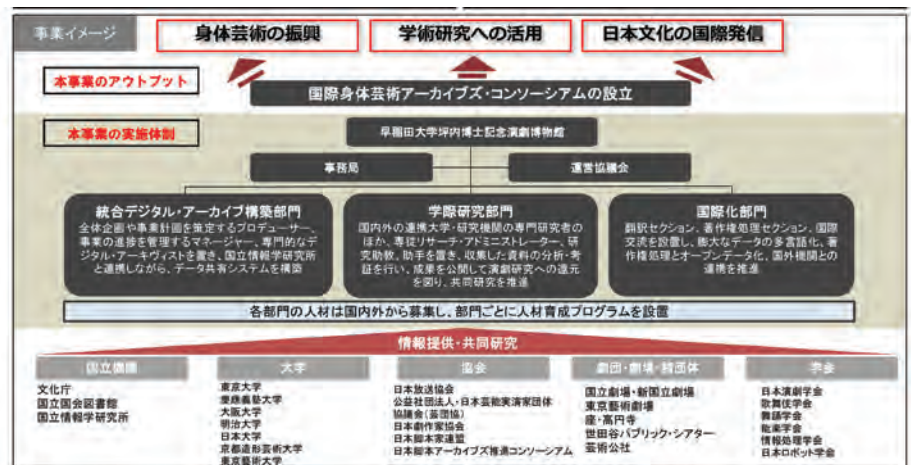 事業イメージ
身体芸術の振興
学術研究への活用
日本文化の国際発信
本事業のアウトプット
国際身体芸術アーカイブズ・コンソーシアムの設立
本事業の実施体制
早稲田大学坪内博士記念演劇博物館
事務局
運営協議会
統合デジタル・アーカイブ構築部門
全体企画や事業計画を策定するプロデューサー、
事業の進捗を管理するマネージャー、専門的なデ
ジタル・アーキヴィストを置き、国立情報学研究所
と連携しながら、データ共有システムを構築
学際研究部門
国内外の連携大学・研究機関の専門研究者の
ほか、専従リサーチ・アドミニストレーター、研
究助教、助手を置き、収集した資料の分析・考
証を行い、成果を公開して演劇研究への還元
を図り、共同研究を推進
国際化部門
翻訳セクション、著作権処理セクション、国際
交流を設置し、膨大なデータの多言語化、著
作権処理とオープンデータ化、国外機関との
連携を推進
各部門の人材は国内外から募集し、部門ごとに人材育成プログラムを設置
情報提供・共同研究
国立機関
文化庁
国立国会図書館
国立情報学研究所
大学
東京大学
慶應義塾大学
大阪大学
明治大学
日本大学
京都造形芸術大学
東京藝術大学
協会
日本放送協会
公益社団法人・日本芸能実演家団体
協議会(芸団協)
日本劇作家協会
日本脚本家連盟
日本脚本アーカイブズ推進コンソーシアム
劇団・劇場・諸団体
国立劇場・新国立劇場
東京芸術劇場
座・高円寺
世田谷パブリック・シアター
芸術公社
学会
日本演劇学会
歌舞伎学会
舞踊学会
能楽学会
情報処理学会
日本ロボット学会